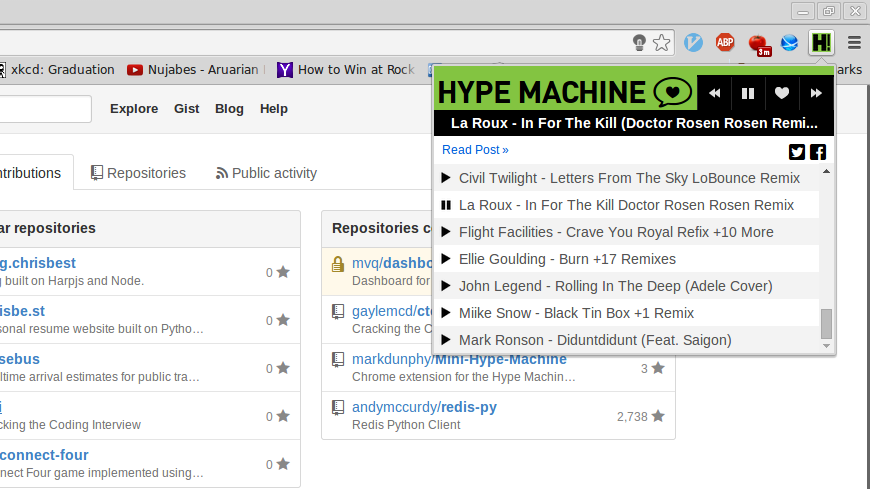 ABP
3m
H!
xkcd: Graduation
Nujabes - Aruarian
How to Win at Rock
arks
Explore Gist Blog Help
ntributions
Repositories
Public activity
ar repositories
g.chrisbest
g built on Harpjs and Node.
0
isbe.st
sonal resume website built on Pytho…
0
sebus
ltime arrival estimates for public tra…
0
i
cking the Coding Interview
0
connect-four
nect Four game implemented using…
0
Repositories c
mvq/dashbo
Dashboard for
gaylemcd/ct
Cracking the C
markdunphy/Mini-Hype-Machine
Chrome extension for the Hype Machin…
3
andymccurdy/redis-py
Redis Python Client
2,738
HYPE MACHINE
La Roux - In For The Kill (Doctor Rosen Rosen Remi...
Read Post »
Civil Twilight - Letters From The Sky LoBounce Remix
La Roux - In For The Kill Doctor Rosen Rosen Remix
Flight Facilities - Crave You Royal Refix +10 More
Ellie Goulding - Burn +17 Remixes
John Legend - Rolling In The Deep (Adele Cover)
Miike Snow - Black Tin Box +1 Remix
Mark Ronson - Diduntdidunt (Feat. Saigon)